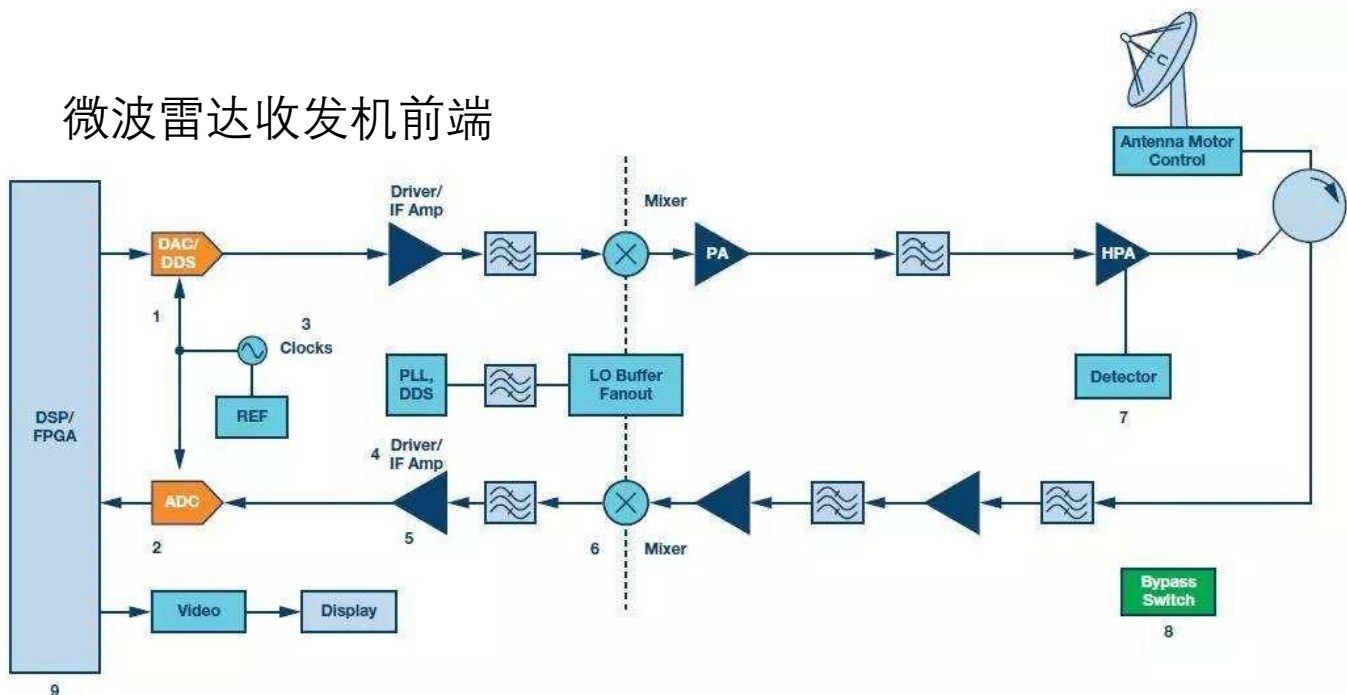 微波雷达收发机前端
Antenna Motor
Control
Driver/
IF Amp
Mixer
DAC/
DDS
PA
HPA
1
3
Clocks
REF
PLL,
DDS
LO Buffer
Fanout
Detector
7
DSP/
FPGA
4
Driver/
IF Amp
ADC
2
5
6
Mixer
Video
Display
Bypass
Switch
8
9